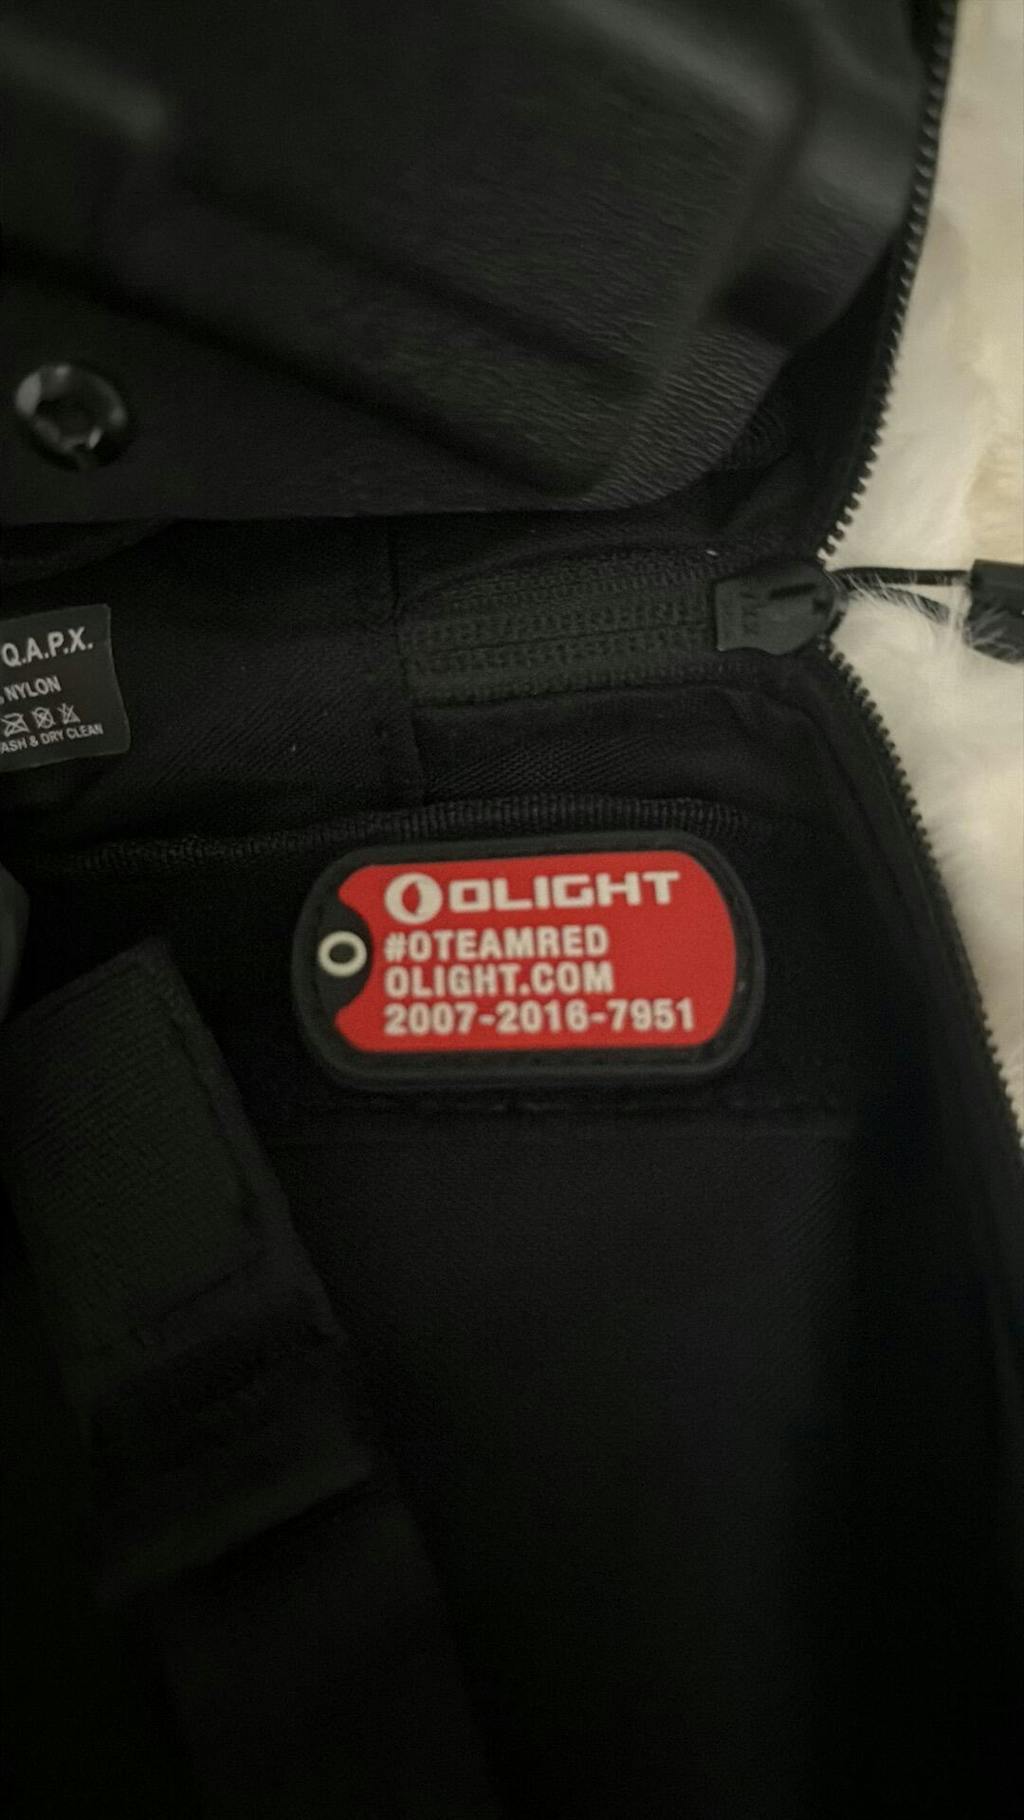 Q.A.P.X.
NYLON
ASH & DRY CLEAN
OLIGHT
#OTEAMRED
OLIGHT.COM
2007-2016-7951